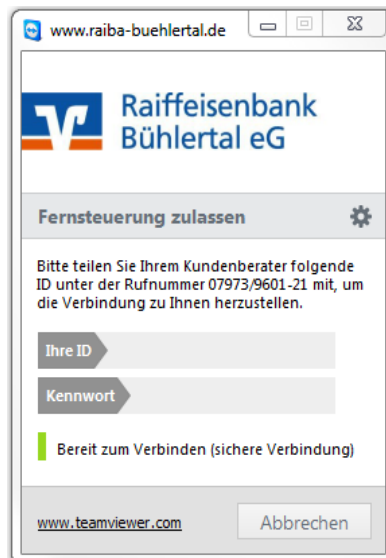 www.raiba-buehlertal.de
Raiffeisenbank
Bühlertal eG
Fernsteuerung zulassen
Bitte teilen Sie Ihrem Kundenberater folgende
ID unter der Rufnummer 07973/9601-21 mit, um
die Verbindung zu Ihnen herzustellen.
Ihre ID
Kennwort
Bereit zum Verbinden (sichere Verbindung)
www.teamviewer.com
Abbrechen